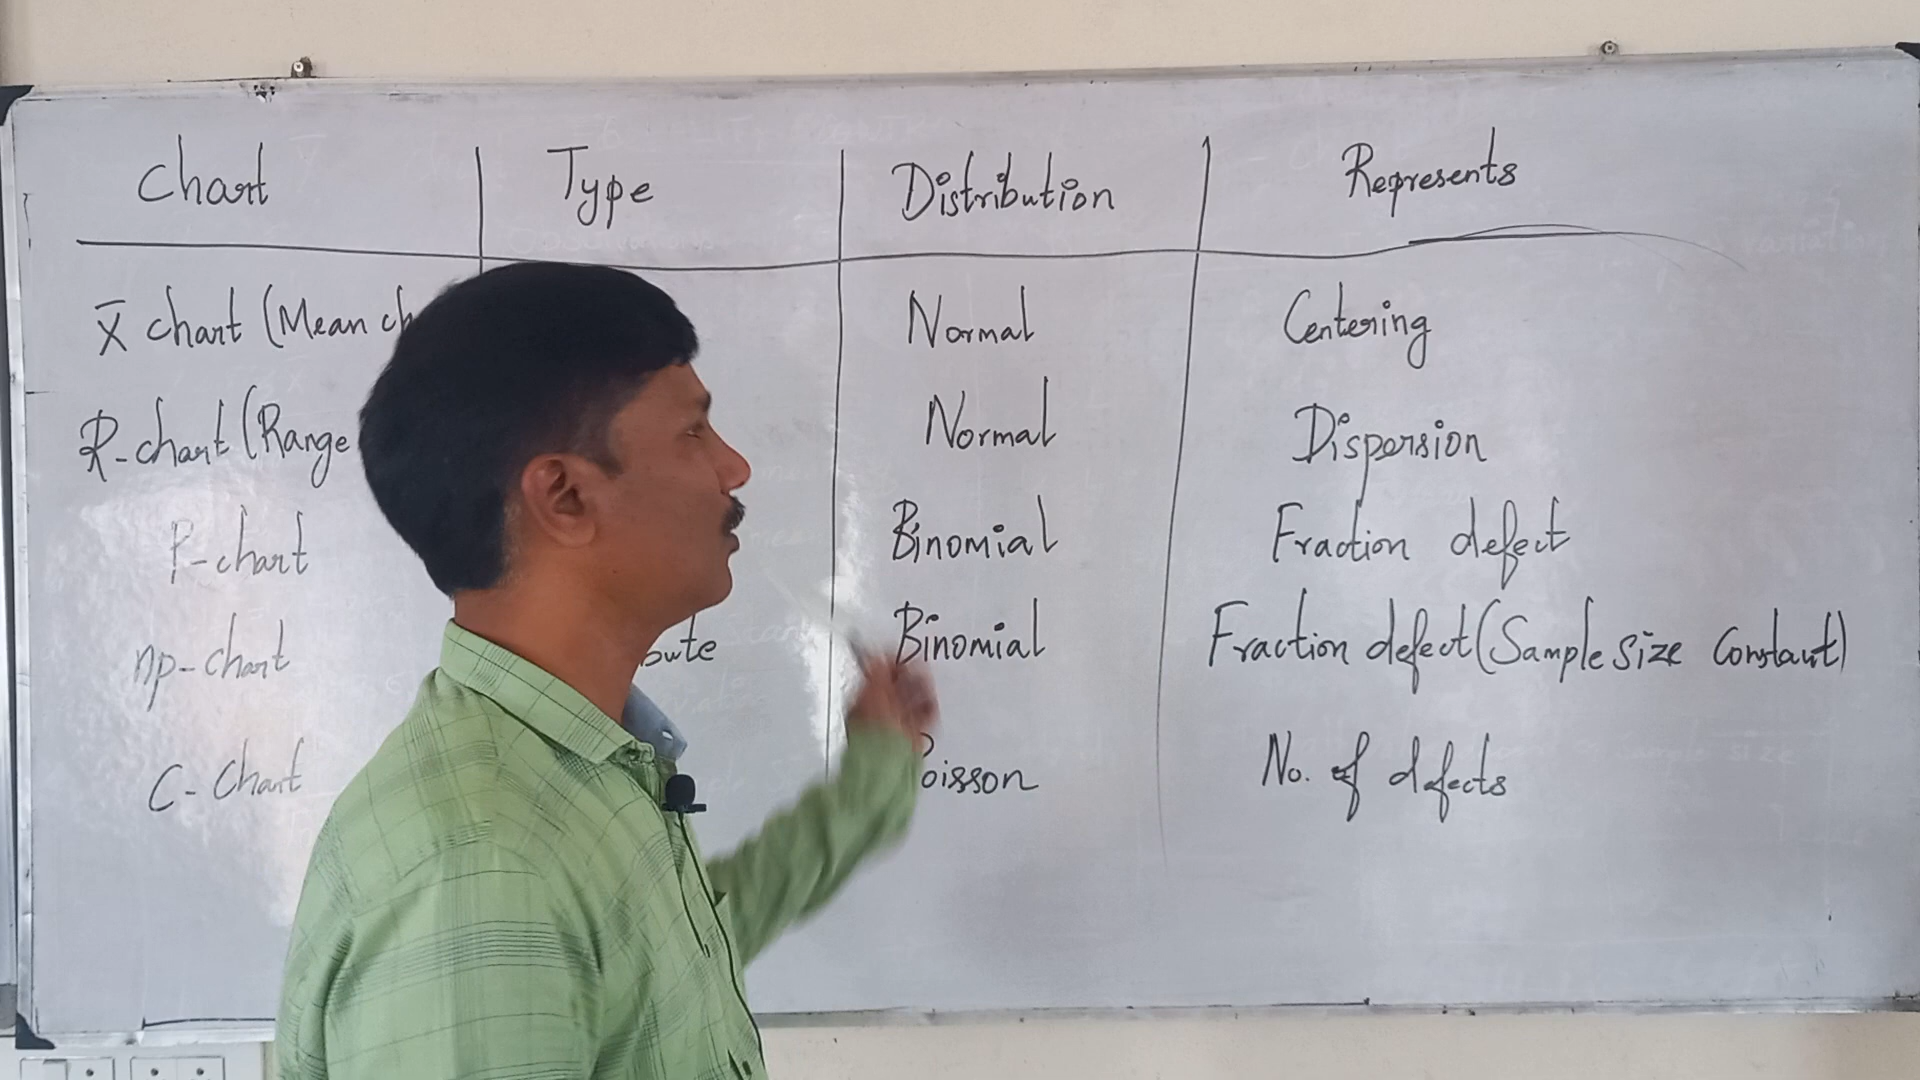 Chart Type Distribution Represents
X̄ chart (Mean ch Normal Centering
R-chart (Range Normal Dispersion
P-chart Binomial Fraction defect
np-chart bute Binomial Fraction defect (Sample size Constant)
C-Chart oisson No. of defects